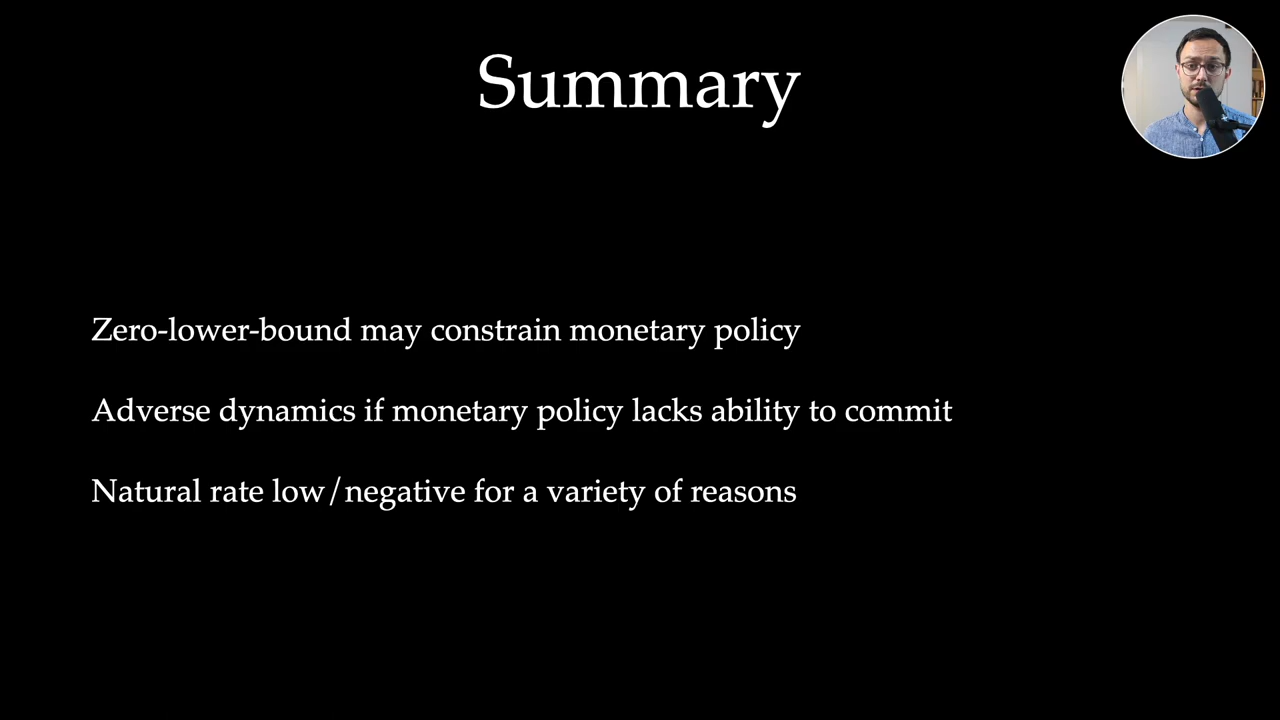 Summary
Zero-lower-bound may constrain monetary policy
Adverse dynamics if monetary policy lacks ability to commit
Natural rate low/negative for a variety of reasons